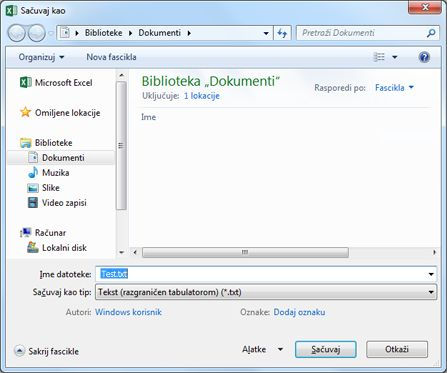 Sačuvaj kao
Biblioteke Dokumenti Pretraži Dokumenti
Organizuj Nova fascikla
Microsoft Excel
Omiljene lokacije
Biblioteke
Dokumenti
Muzika
Slike
Video zapisi
Računar
Lokalni disk
Biblioteka „Dokumenti“
Uključuje: 1 lokacije
Rasporedi po: Fascikla
Ime
Ime datoteke: Test.txt
Sačuvaj kao tip: Tekst (razgraničen tabulatorom) (*.txt)
Autori: Windows korisnik Oznake: Dodaj oznaku
Sakrij fascikle Alatke Sačuvaj Otkaži